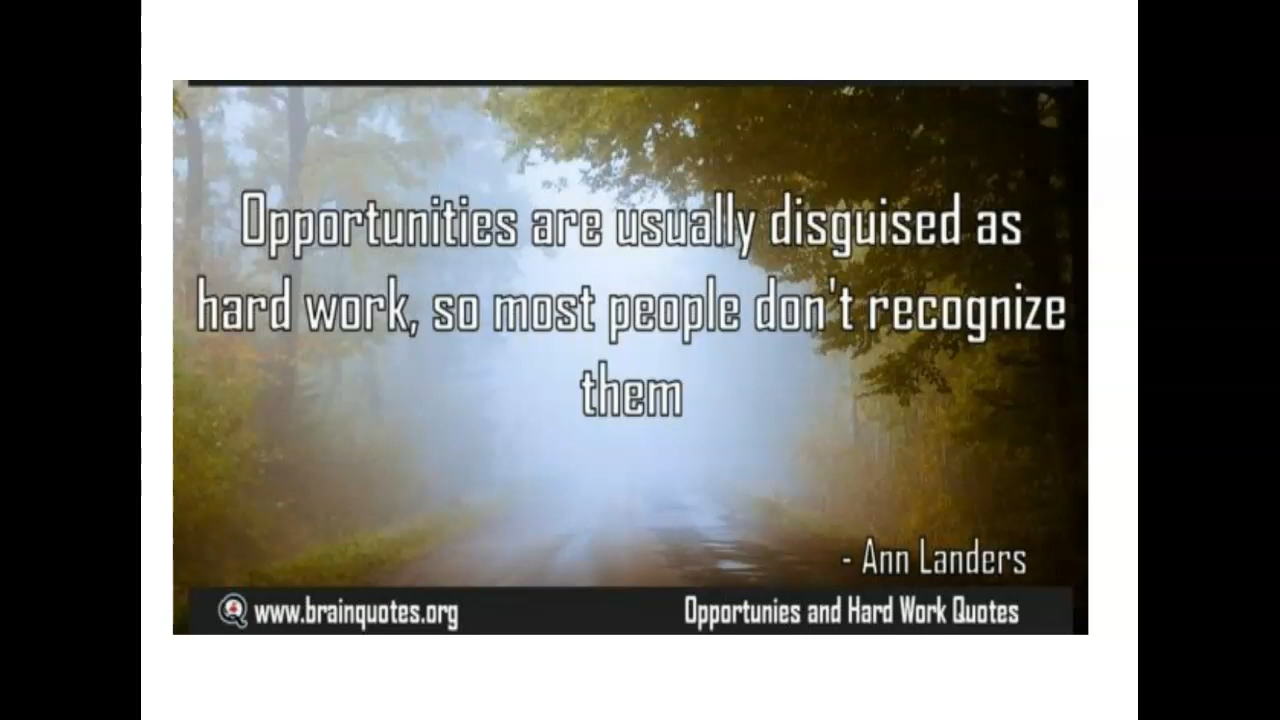 Opportunities are usually disguised as
hard work, so most people don't recognize
them
- Ann Landers
www.brainquotes.org
Opportunies and Hard Work Quotes